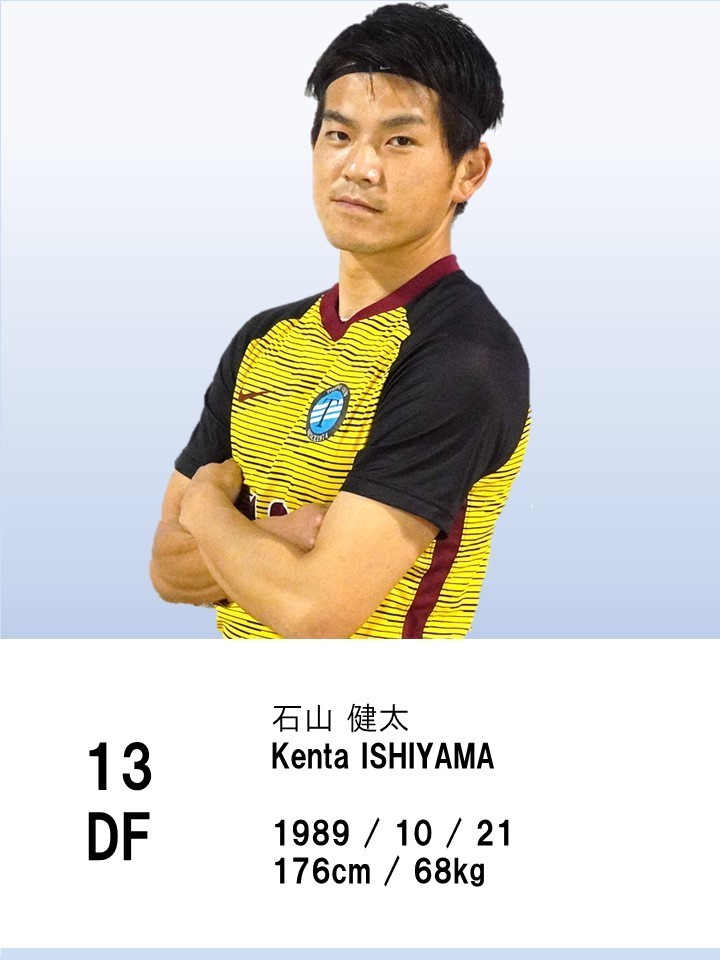 T
石山 健太
Kenta ISHIYAMA
13
DF
1989 / 10 / 21
176cm / 68kg